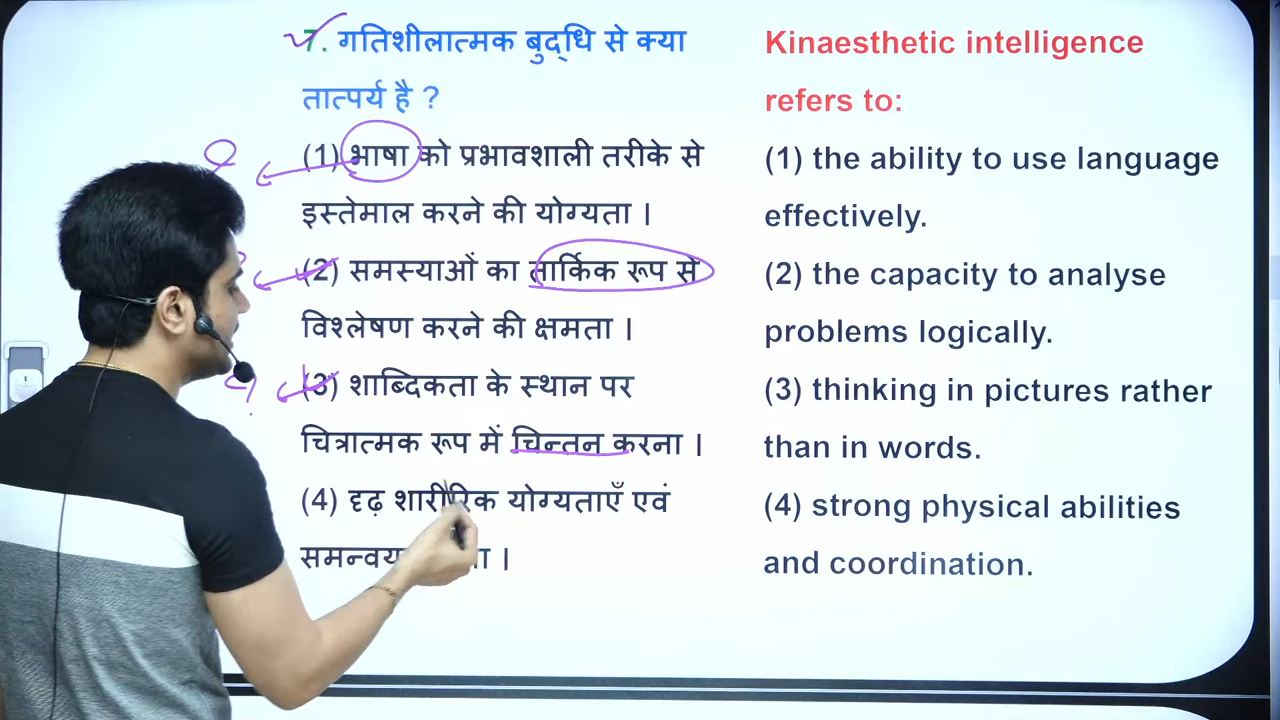 7. गतिशीलात्मक बुद्धि से क्या
तात्पर्य है ?
(1) भाषा को प्रभावशाली तरीके से
इस्तेमाल करने की योग्यता ।
(2) समस्याओं का तार्किक रूप से
विश्लेषण करने की क्षमता ।
(3) शाब्दिकता के स्थान पर
चित्रात्मक रूप में चिन्तन करना ।
(4) दृढ़ शारीरिक योग्यताएँ एवं
Kinaesthetic intelligence
refers to:
(1) the ability to use language
effectively.
(2) the capacity to analyse
problems logically.
(3) thinking in pictures rather
than in words.
(4) strong physical abilities
and coordination.